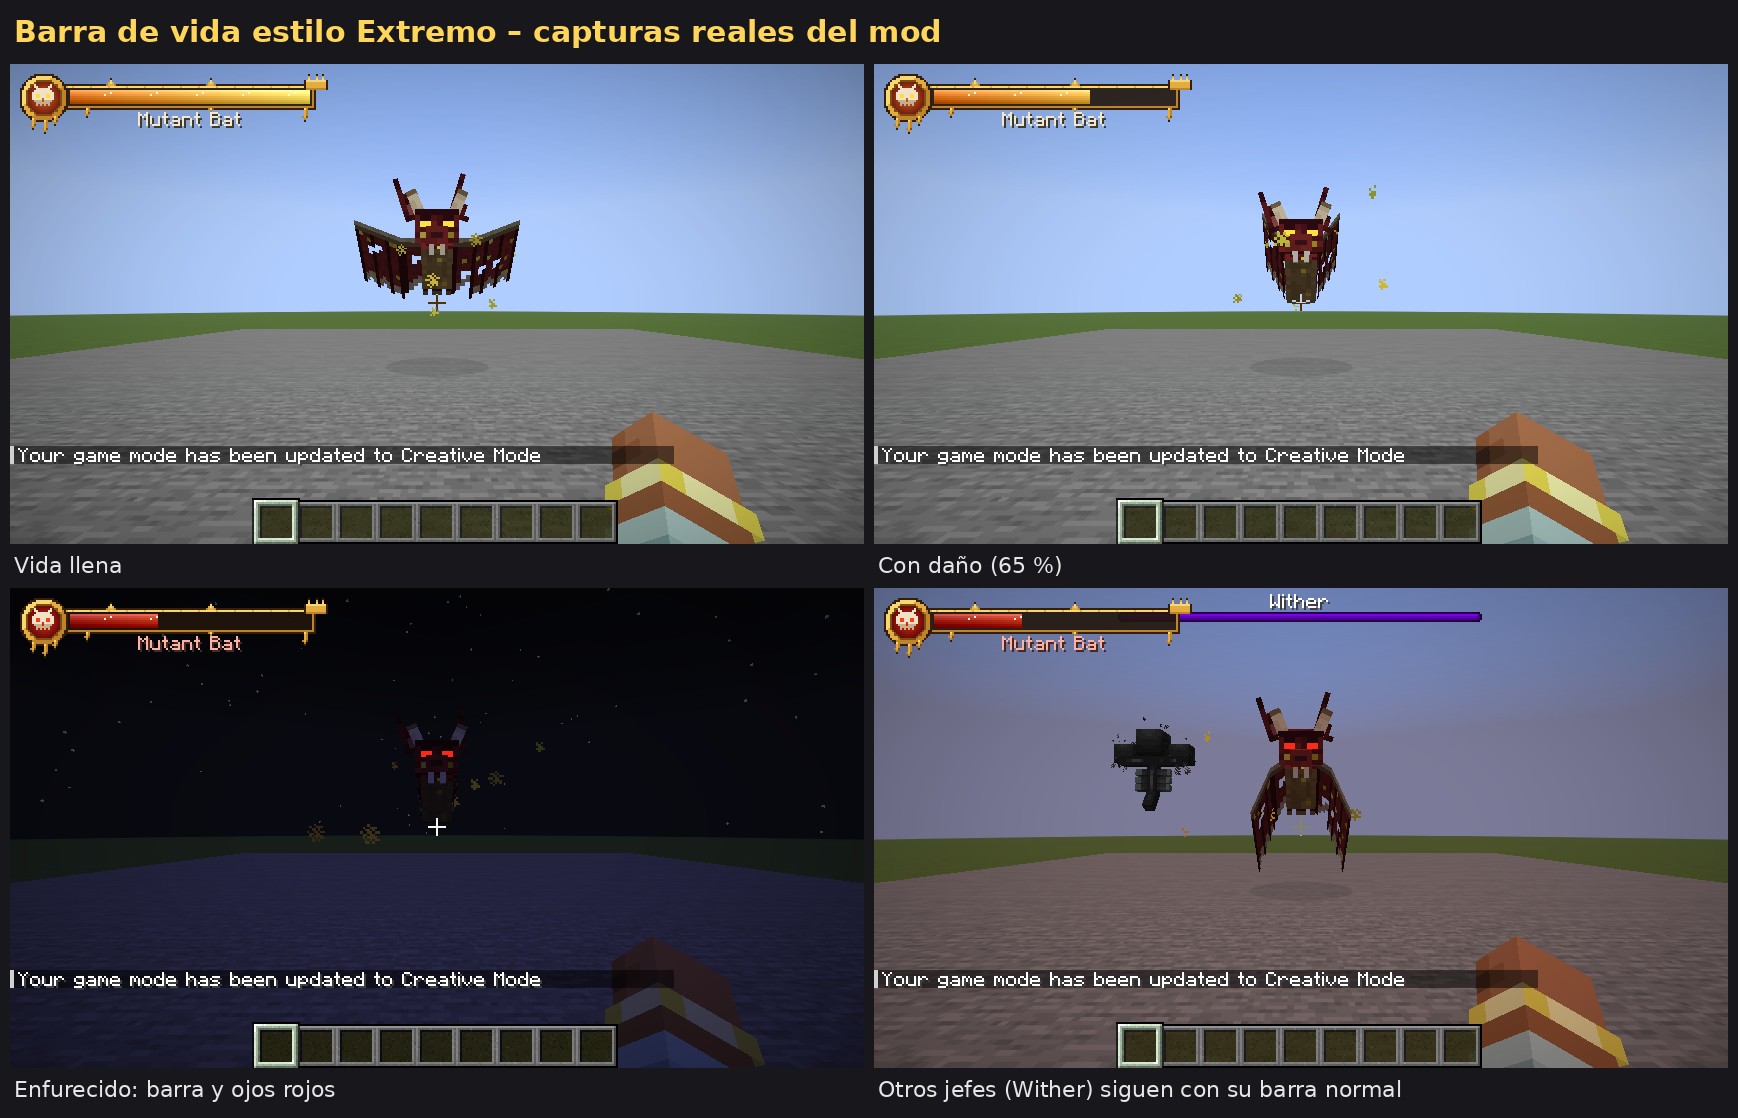 Barra de vida estilo Extremo – capturas reales del mod
Mutant Bat
Your game mode has been updated to Creative Mode
Vida llena
Mutant Bat
Your game mode has been updated to Creative Mode
Con daño (65 %)
Mutant Bat
Your game mode has been updated to Creative Mode
Enfurecido: barra y ojos rojos
Wither
Mutant Bat
Your game mode has been updated to Creative Mode
Otros jefes (Wither) siguen con su barra normal